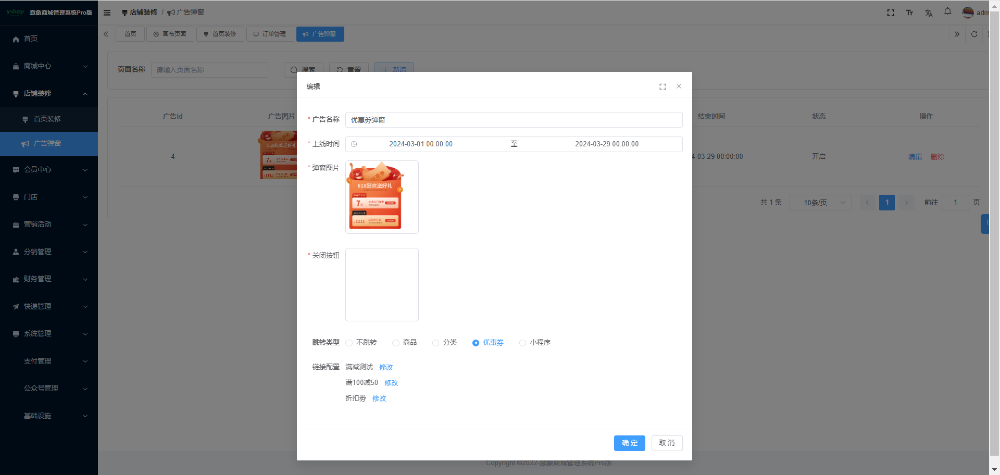 yshop 意象商城管理系统Pro版
店铺装修 / 广告弹窗
adm
首页
画布页面
首页装修
订单管理
广告弹窗
首页
商城中心
店铺装修
首页装修
广告弹窗
会员中心
门店
营销活动
分销管理
财务管理
快递管理
系统管理
支付管理
公众号管理
基础设施
页面名称 请输入页面名称 搜索 重置 新增
广告id 广告图片 结束时间 状态 操作
4 4-03-29 00:00:00 开启 编辑 删除
共 1 条 10条/页 1 前往 1 页
编辑
* 广告名称 优惠劵弹窗
* 上线时间 2024-03-01 00:00:00 至 2024-03-29 00:00:00
* 弹窗图片
优惠券
618狂欢送好礼
7折
1111
* 关闭按钮
跳转类型 不跳转 商品 分类 优惠券 小程序
链接配置 满减测试 修改
满100减50 修改
折扣劵 修改
确 定 取 消
Copyright ©2022-意象商城管理系统Pro版